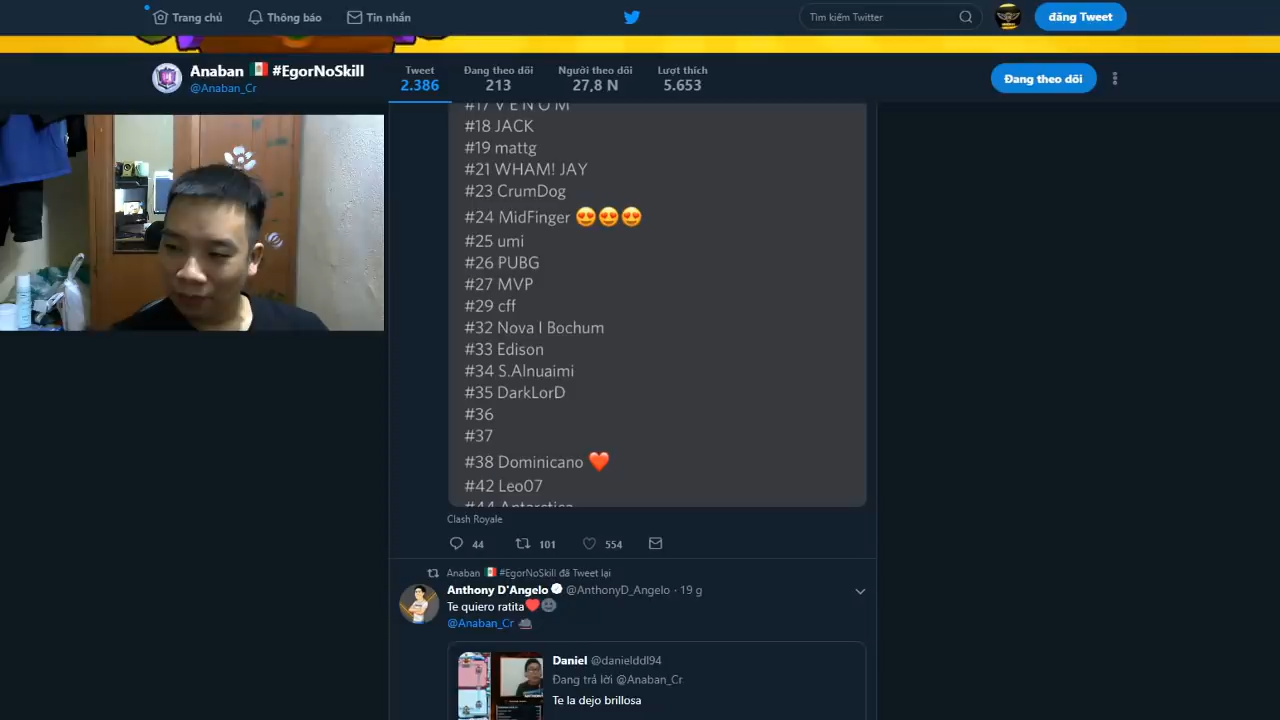 Trang chủ
Thông báo
Tin nhắn
Tìm kiếm Twitter
đăng Tweet
Anaban 🇲🇽 #EgorNoSkill
@Anaban_Cr
Tweet
2.386
Đang theo dõi
213
Người theo dõi
27,8 N
Lượt thích
5.653
Đang theo dõi
#17 V E N O M
#18 JACK
#19 mattg
#21 WHAM! JAY
#23 CrumDog
#24 MidFinger 😍😍😍
#25 umi
#26 PUBG
#27 MVP
#29 cff
#32 Nova l Bochum
#33 Edison
#34 S.Alnuaimi
#35 DarkLorD
#36
#37
#38 Dominicano ❤️
#42 Leo07
#44 Antarctica
Clash Royale
44
101
554
Anaban 🇲🇽 #EgorNoSkill đã Tweet lại
Anthony D'Angelo @AnthonyD_Angelo · 19 g
Te quiero ratita
@Anaban_Cr
Daniel @danielddl94
Đang trả lời @Anaban_Cr
Te la dejo brillosa